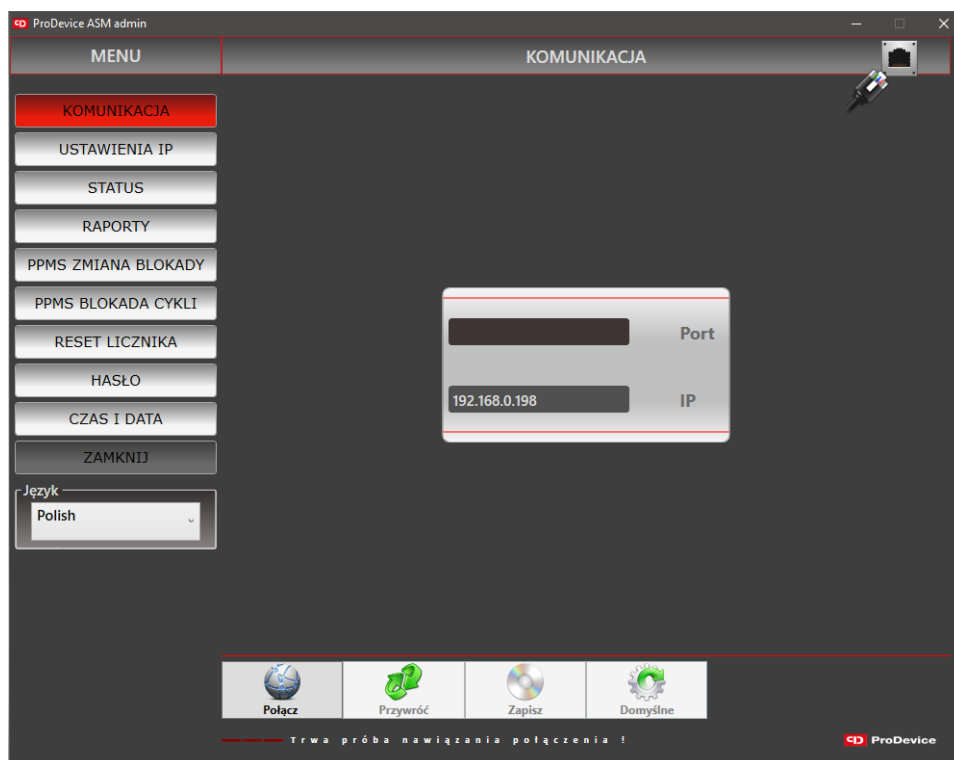 ProDevice ASM admin
MENU
KOMUNIKACJA
KOMUNIKACJA
USTAWIENIA IP
STATUS
RAPORTY
PPMS ZMIANA BLOKADY
PPMS BLOKADA CYKLI
RESET LICZNIKA
HASŁO
CZAS I DATA
ZAMKNIJ
Język
Polish
Port
192.168.0.198 IP
Połącz Przywróć Zapisz Domyślne
Trwa próba nawiązania połączenia !
ProDevice